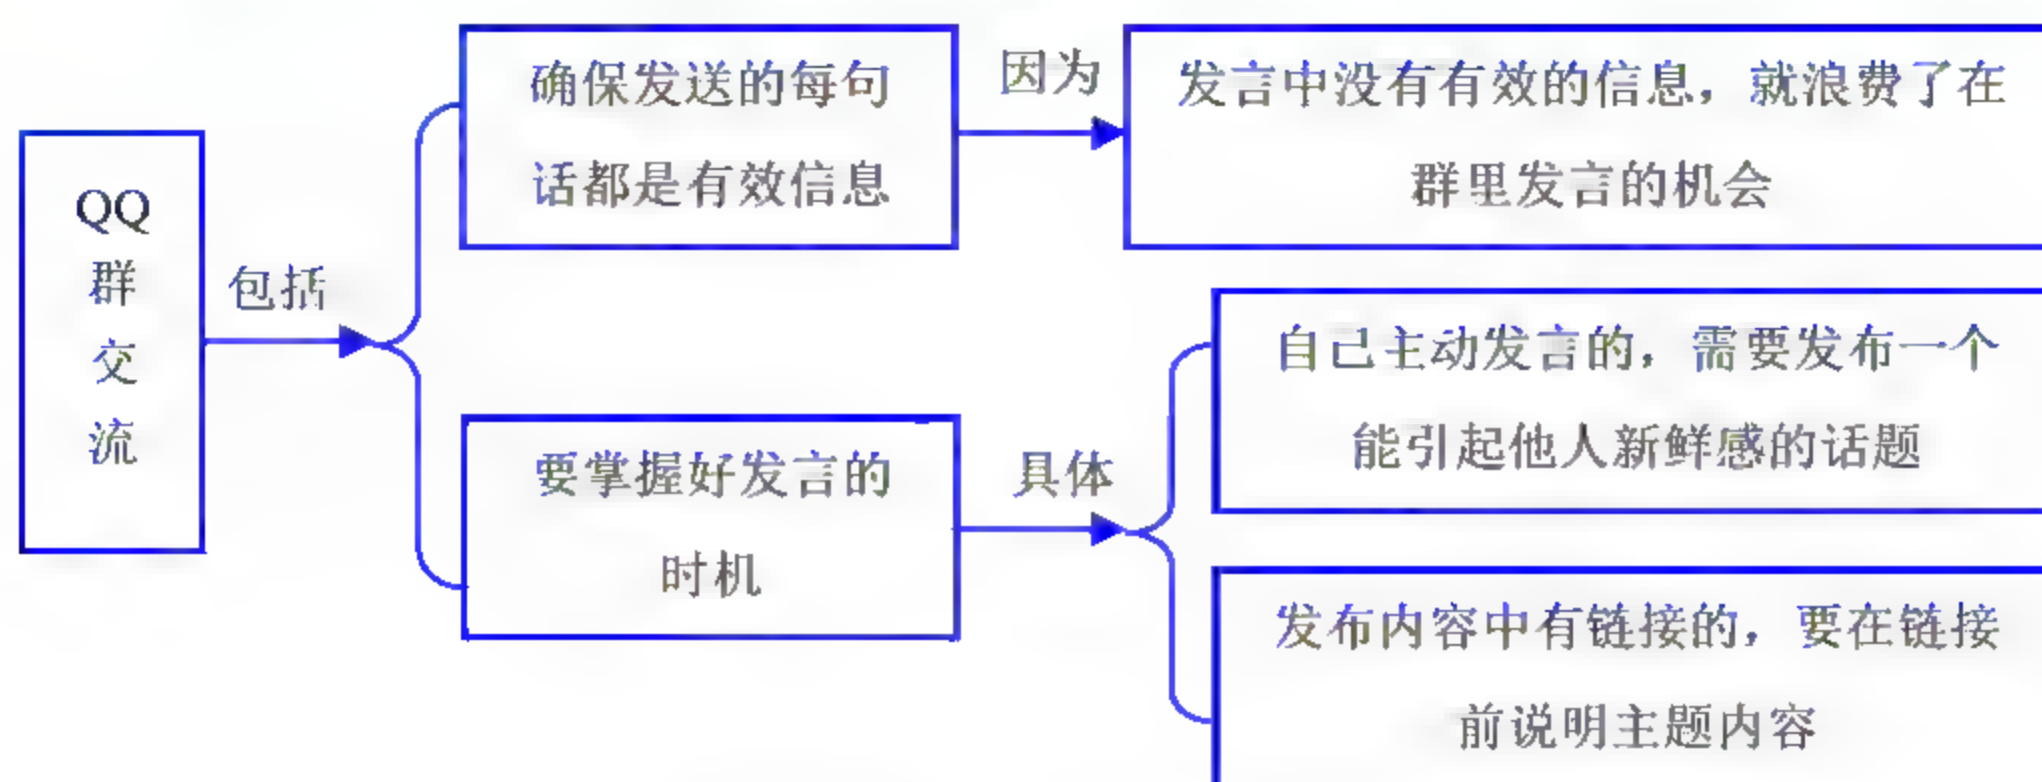 QQ
群
交
流
包括
确保发送的每句
话都是有效信息
因为
发言中没有有效的信息，就浪费了在
群里发言的机会
要掌握好发言的
时机
具体
自己主动发言的，需要发布一个
能引起他人新鲜感的话题
发布内容中有链接的，要在链接
前说明主题内容